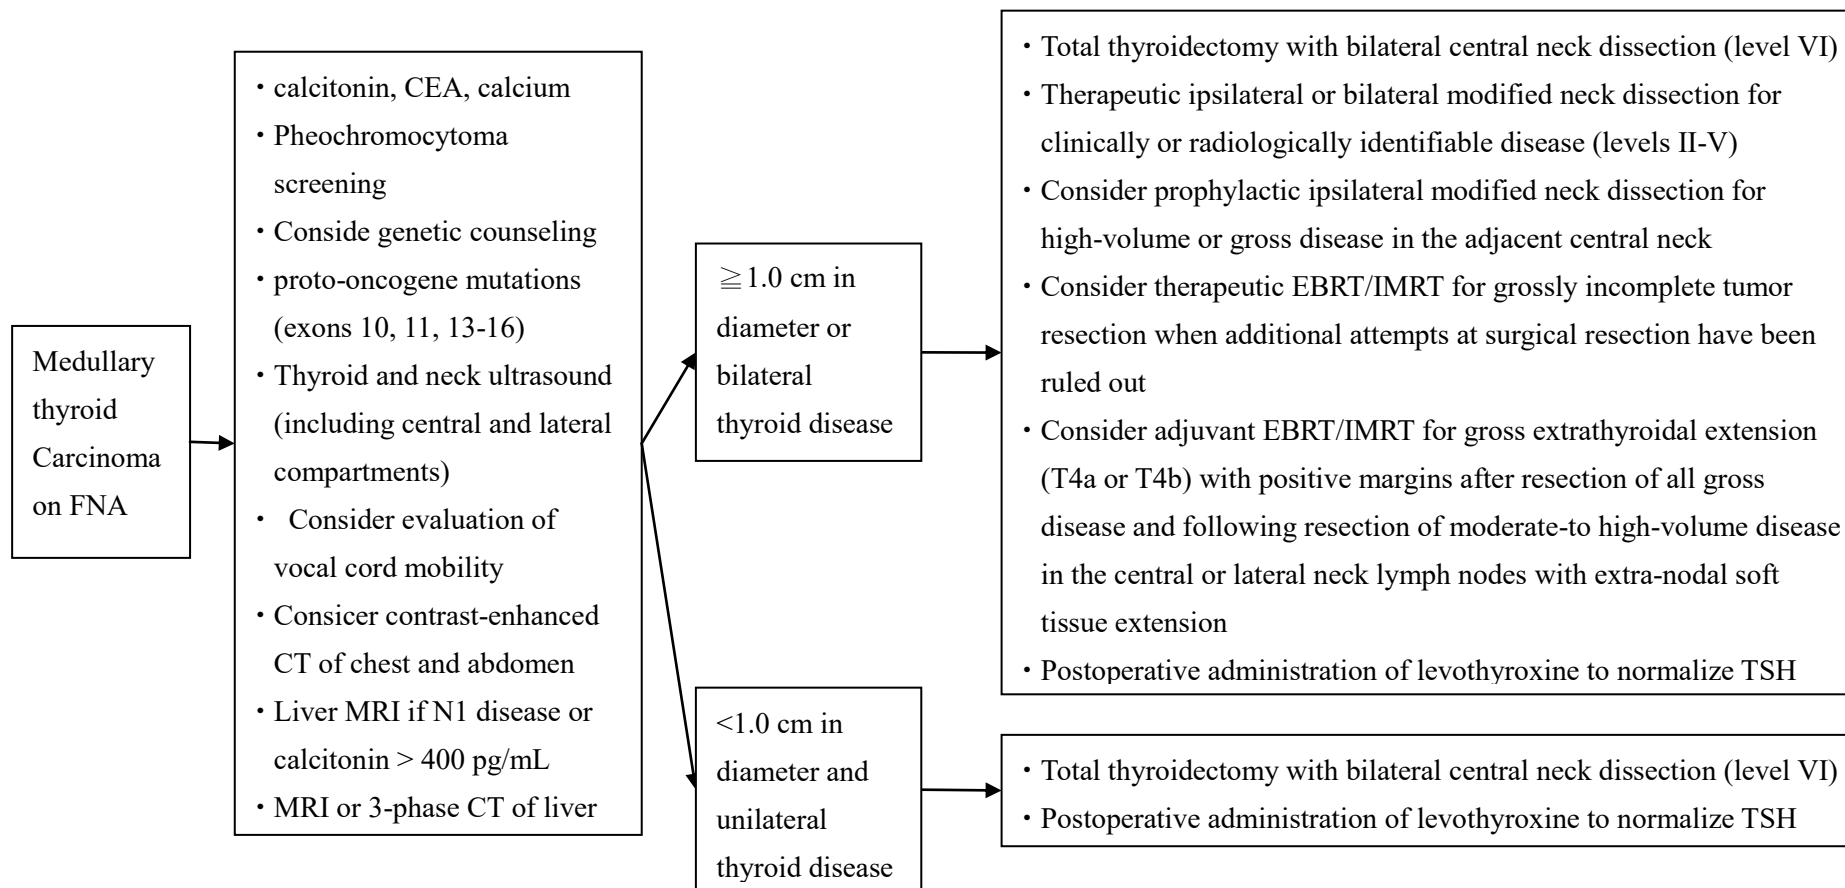 Medullary
thyroid
Carcinoma
on FNA
・calcitonin, CEA, calcium
・Pheochromocytoma
screening
・Conside genetic counseling
・proto-oncogene mutations
(exons 10, 11, 13-16)
・Thyroid and neck ultrasound
(including central and lateral
compartments)
・ Consider evaluation of
vocal cord mobility
・Consicer contrast-enhanced
CT of chest and abdomen
・Liver MRI if N1 disease or
calcitonin > 400 pg/mL
・MRI or 3-phase CT of liver
≧1.0 cm in
diameter or
bilateral
thyroid disease
・Total thyroidectomy with bilateral central neck dissection (level VI)
・Therapeutic ipsilateral or bilateral modified neck dissection for
clinically or radiologically identifiable disease (levels II-V)
・Consider prophylactic ipsilateral modified neck dissection for
high-volume or gross disease in the adjacent central neck
・Consider therapeutic EBRT/IMRT for grossly incomplete tumor
resection when additional attempts at surgical resection have been
ruled out
・Consider adjuvant EBRT/IMRT for gross extrathyroidal extension
(T4a or T4b) with positive margins after resection of all gross
disease and following resection of moderate-to high-volume disease
in the central or lateral neck lymph nodes with extra-nodal soft
tissue extension
・Postoperative administration of levothyroxine to normalize TSH
<1.0 cm in
diameter and
unilateral
thyroid disease
・Total thyroidectomy with bilateral central neck dissection (level VI)
・Postoperative administration of levothyroxine to normalize TSH